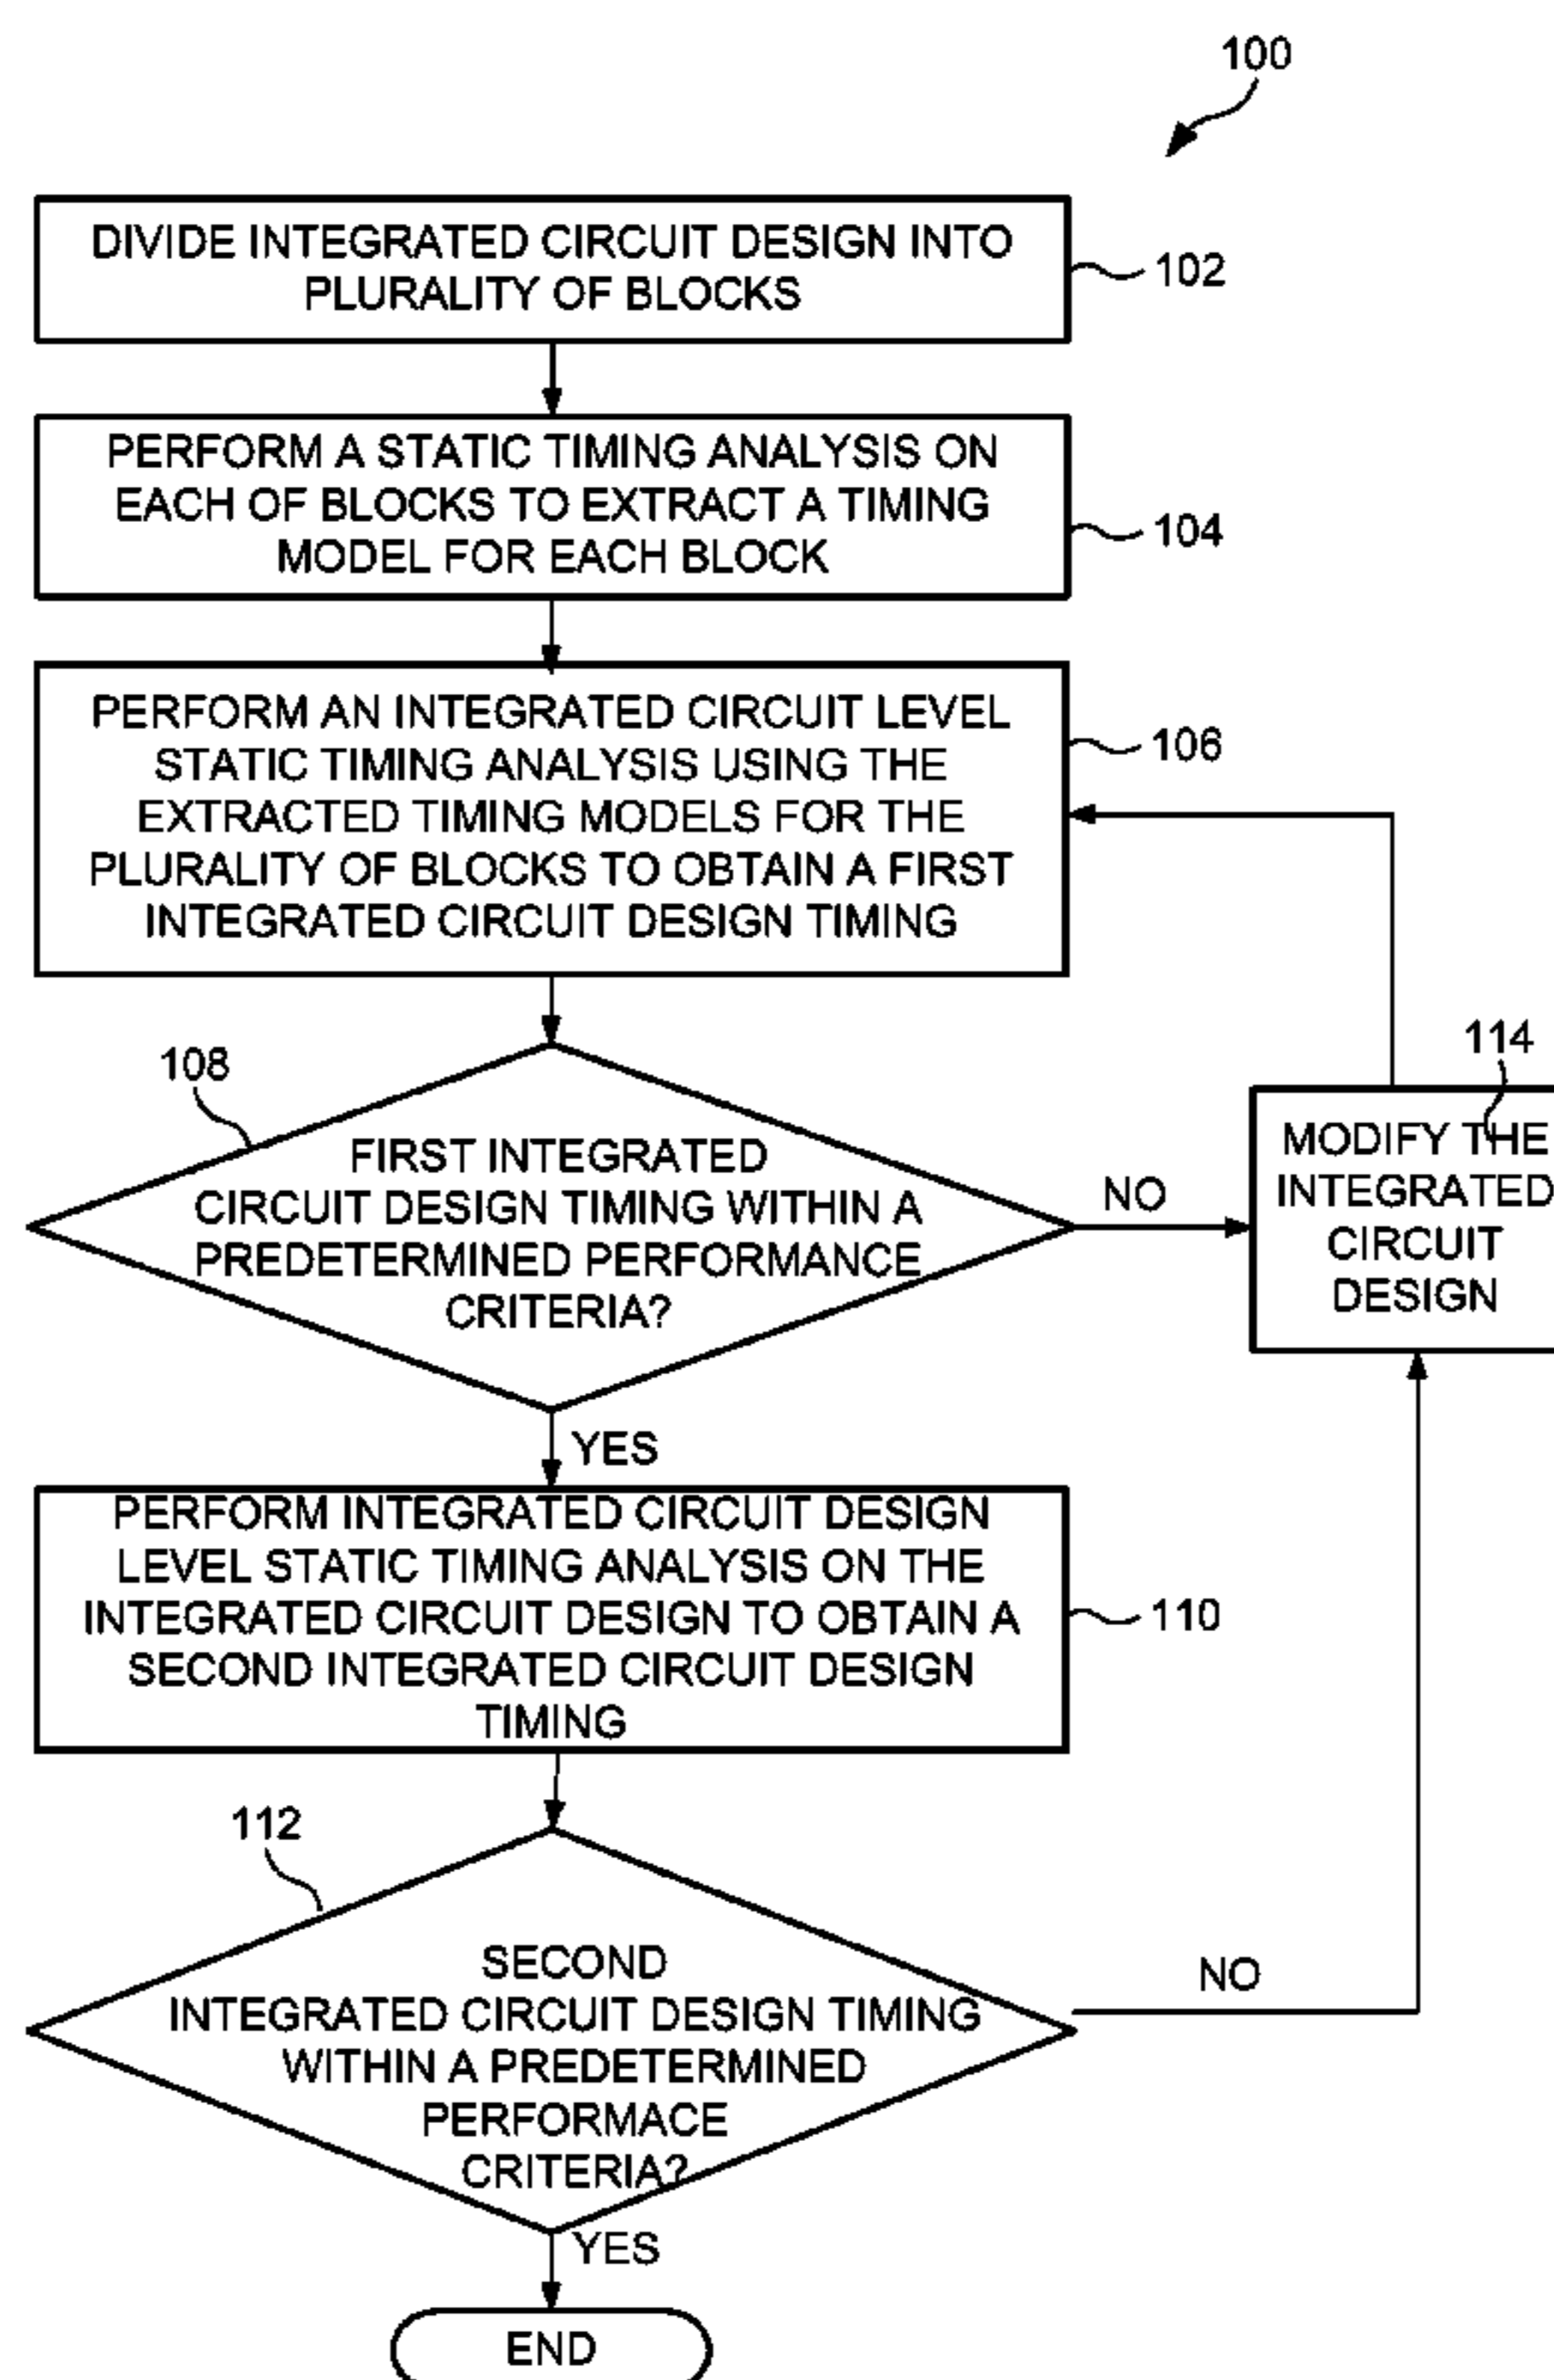 100
DIVIDE INTEGRATED CIRCUIT DESIGN INTO
PLURALITY OF BLOCKS
102
PERFORM A STATIC TIMING ANALYSIS ON
EACH OF BLOCKS TO EXTRACT A TIMING
MODEL FOR EACH BLOCK
104
PERFORM AN INTEGRATED CIRCUIT LEVEL
STATIC TIMING ANALYSIS USING THE
EXTRACTED TIMING MODELS FOR THE
PLURALITY OF BLOCKS TO OBTAIN A FIRST
INTEGRATED CIRCUIT DESIGN TIMING
106
108
FIRST INTEGRATED
CIRCUIT DESIGN TIMING WITHIN A
PREDETERMINED PERFORMANCE
CRITERIA?
NO
114
MODIFY THE
INTEGRATED
CIRCUIT
DESIGN
YES
PERFORM INTEGRATED CIRCUIT DESIGN
LEVEL STATIC TIMING ANALYSIS ON THE
INTEGRATED CIRCUIT DESIGN TO OBTAIN A
SECOND INTEGRATED CIRCUIT DESIGN
TIMING
110
112
SECOND
INTEGRATED CIRCUIT DESIGN TIMING
WITHIN A PREDETERMINED
PERFORMACE
CRITERIA?
NO
YES
END